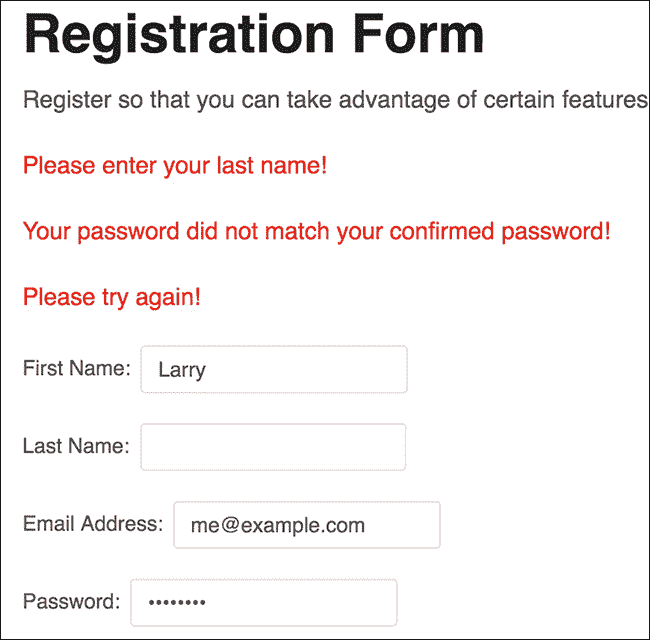 Registration Form
Register so that you can take advantage of certain features
Please enter your last name!
Your password did not match your confirmed password!
Please try again!
First Name: Larry
Last Name:
Email Address: me@example.com
Password: ••••••••